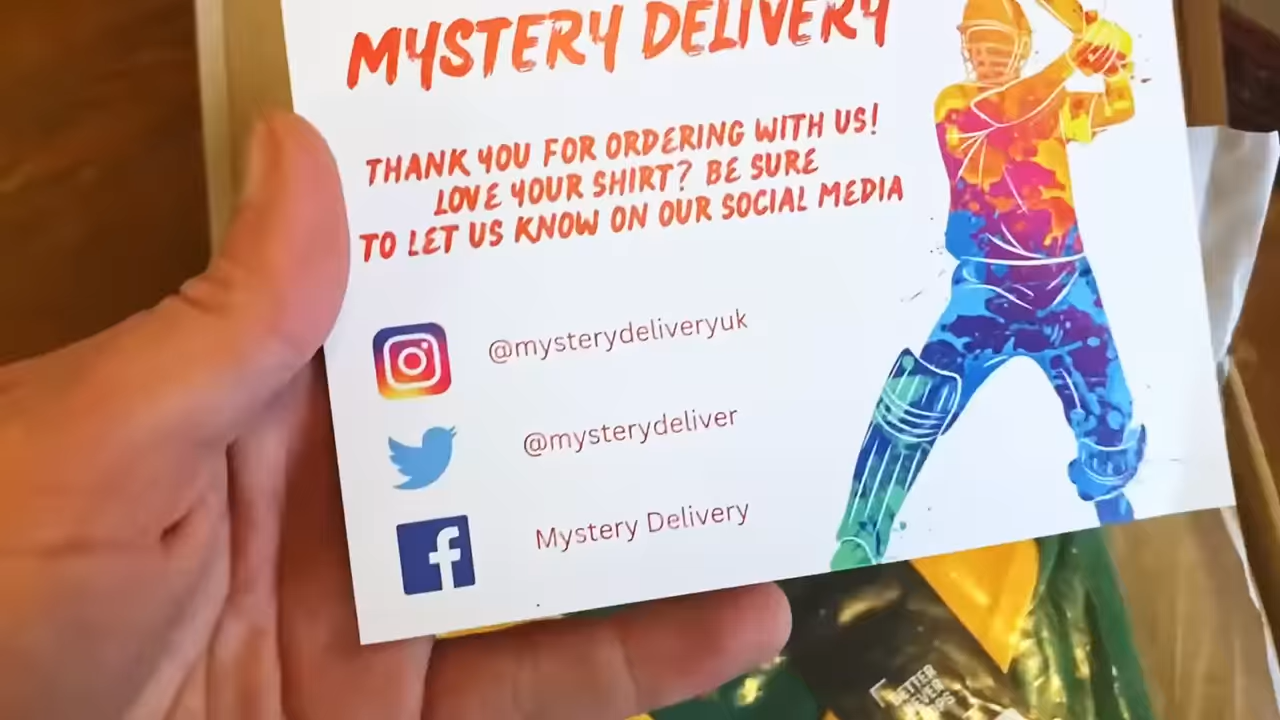 MYSTERY DELIVERY
THANK YOU FOR ORDERING WITH US!
LOVE YOUR SHIRT? BE SURE
TO LET US KNOW ON OUR SOCIAL MEDIA
@mysterydeliveryuk
@mysterydeliver
Mystery Delivery
BETTER